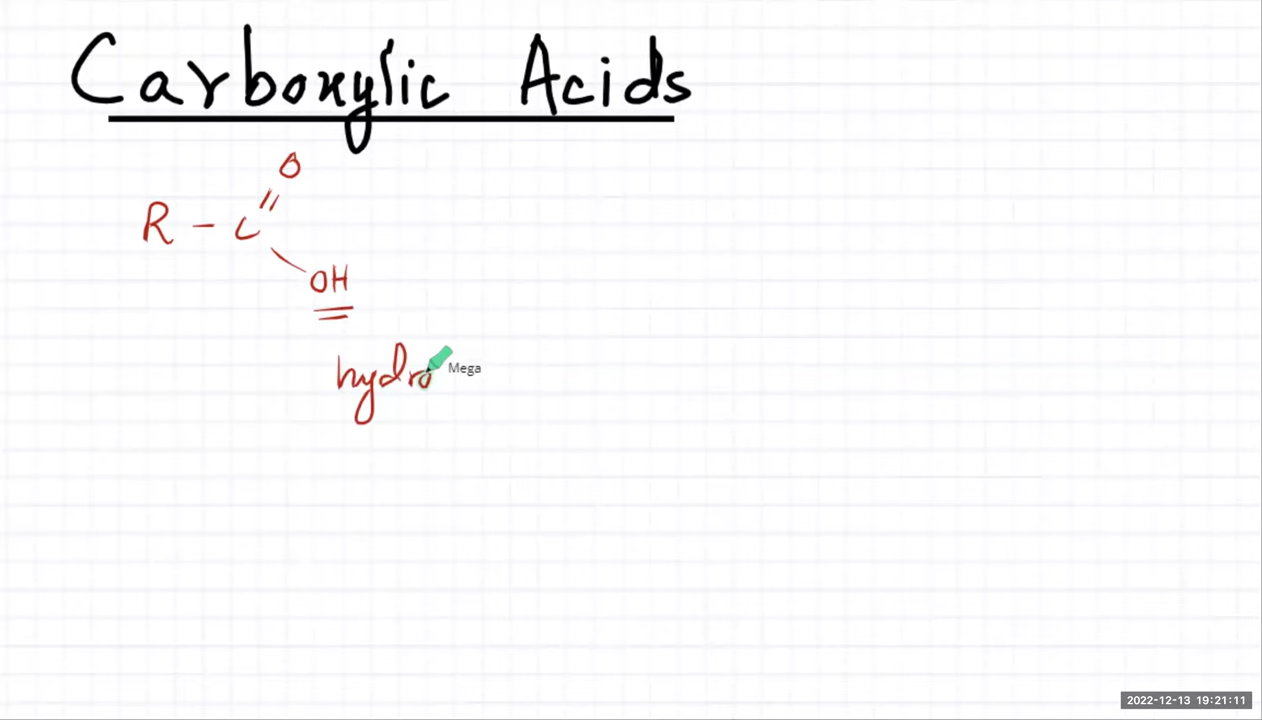 Carboxylic Acids
O
R - C
OH
hydro
Mega
2022-12-13 19:21:11